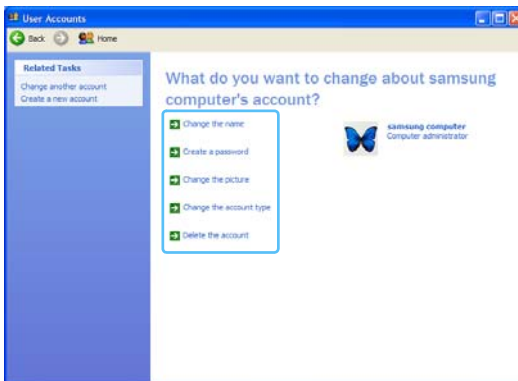 User Accounts
Back Home
Related Tasks
Change another account
Create a new account
What do you want to change about samsung
computer's account?
Change the name
Create a password
Change the picture
Change the account type
Delete the account
samsung computer
Computer administrator